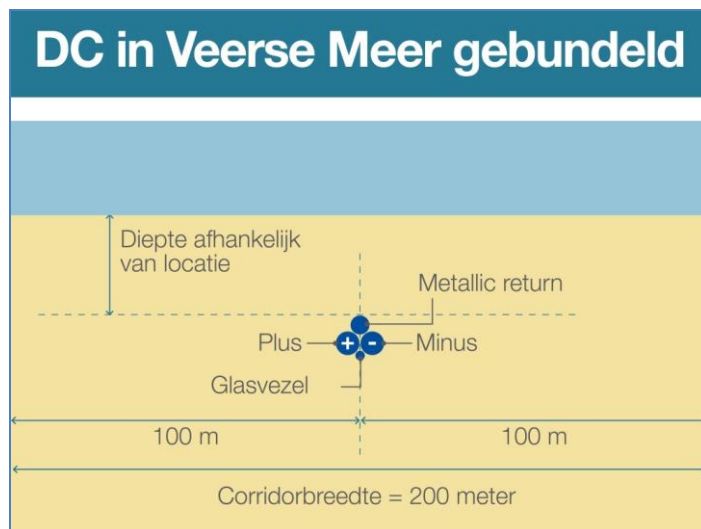 DC in Veerse Meer gebundeld
Diepte afhankelijk
van locatie
Metallic return
Plus
+
-
Minus
Glasvezel
100 m
100 m
Corridorbreedte = 200 meter